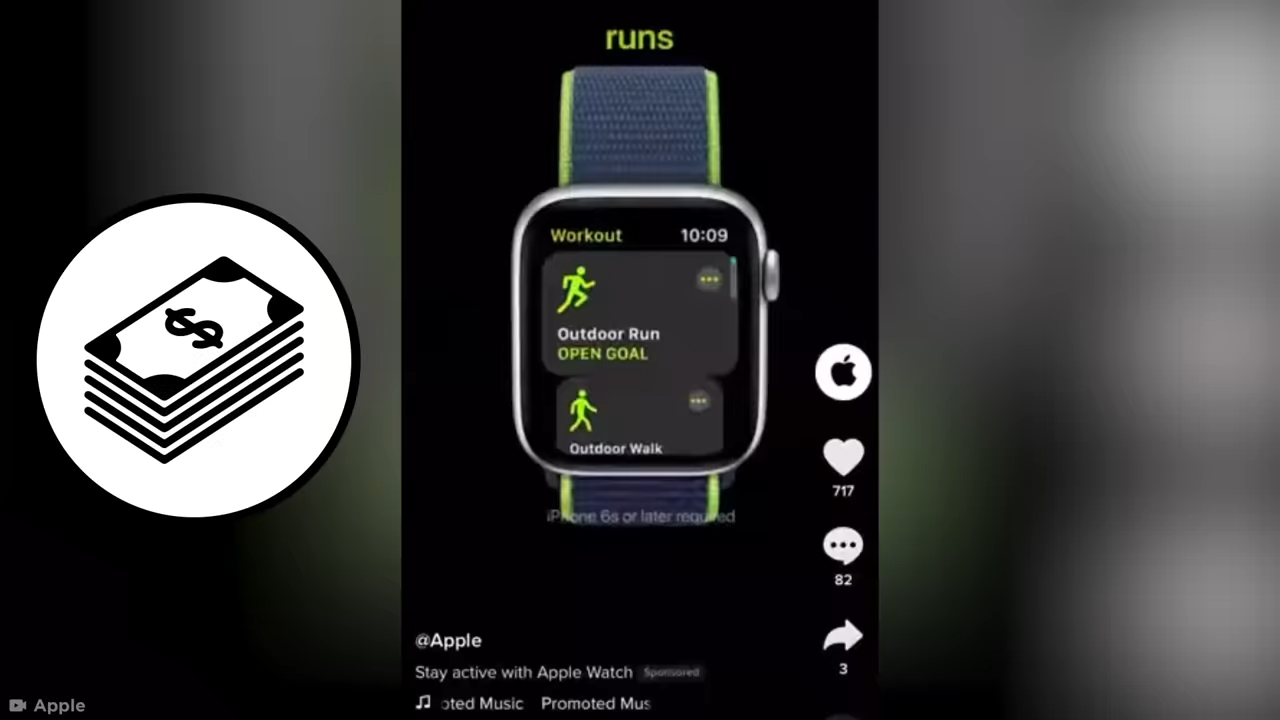 runs
Workout 10:09
Outdoor Run
OPEN GOAL
Outdoor Walk
iPhone 6s or later required
717
82
3
@Apple
Stay active with Apple Watch Sponsored
oted Music Promoted Mus
Apple